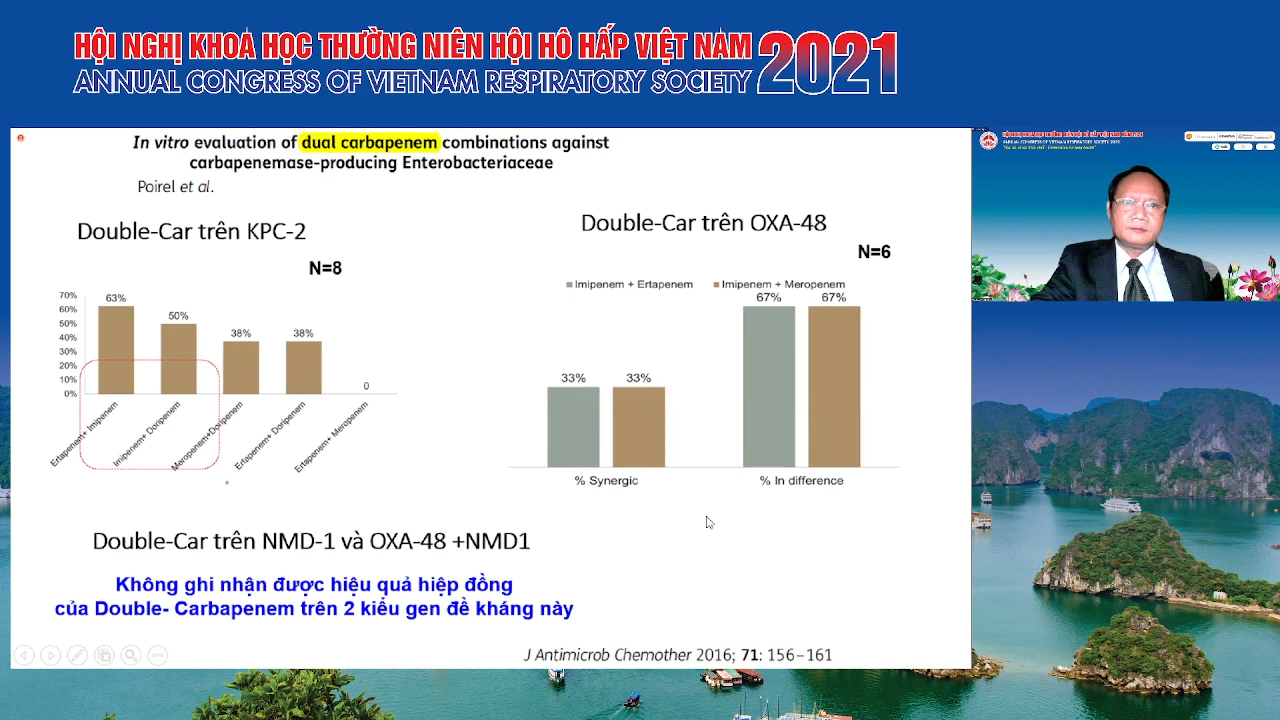 HỘI NGHỊ KHOA HỌC THƯỜNG NIÊN HỘI HÔ HẤP VIỆT NAM 2021
ANNUAL CONGRESS OF VIETNAM RESPIRATORY SOCIETY
In vitro evaluation of dual carbapenem combinations against
carbapenemase-producing Enterobacteriaceae
Poirel et al.
Double-Car trên KPC-2
N=8
70%
60%
50%
40%
30%
20%
10%
0%
63%
50%
38%
38%
0
Ertapenem+ Imipenem
Imipenem+ Doripenem
Meropenem+Doripenem
Ertapenem+ Doripenem
Ertapenem+ Meropenem
Double-Car trên OXA-48
N=6
Imipenem + Ertapenem
Imipenem + Meropenem
33%
33%
67%
67%
% Synergic
% In difference
Double-Car trên NMD-1 và OXA-48 +NMD1
Không ghi nhận được hiệu quả hiệp đồng
của Double- Carbapenem trên 2 kiểu gen đề kháng này
J Antimicrob Chemother 2016; 71: 156–161